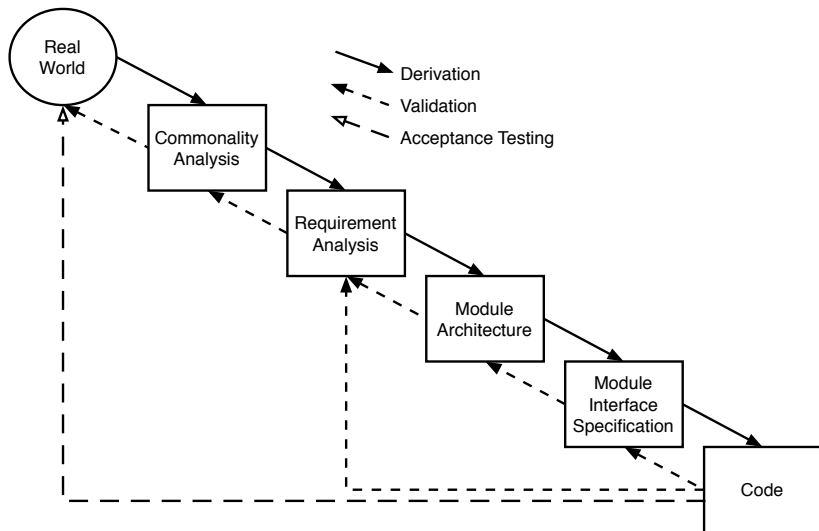 Real
World
Derivation
Validation
Acceptance Testing
Commonality
Analysis
Requirement
Analysis
Module
Architecture
Module
Interface
Specification
Code